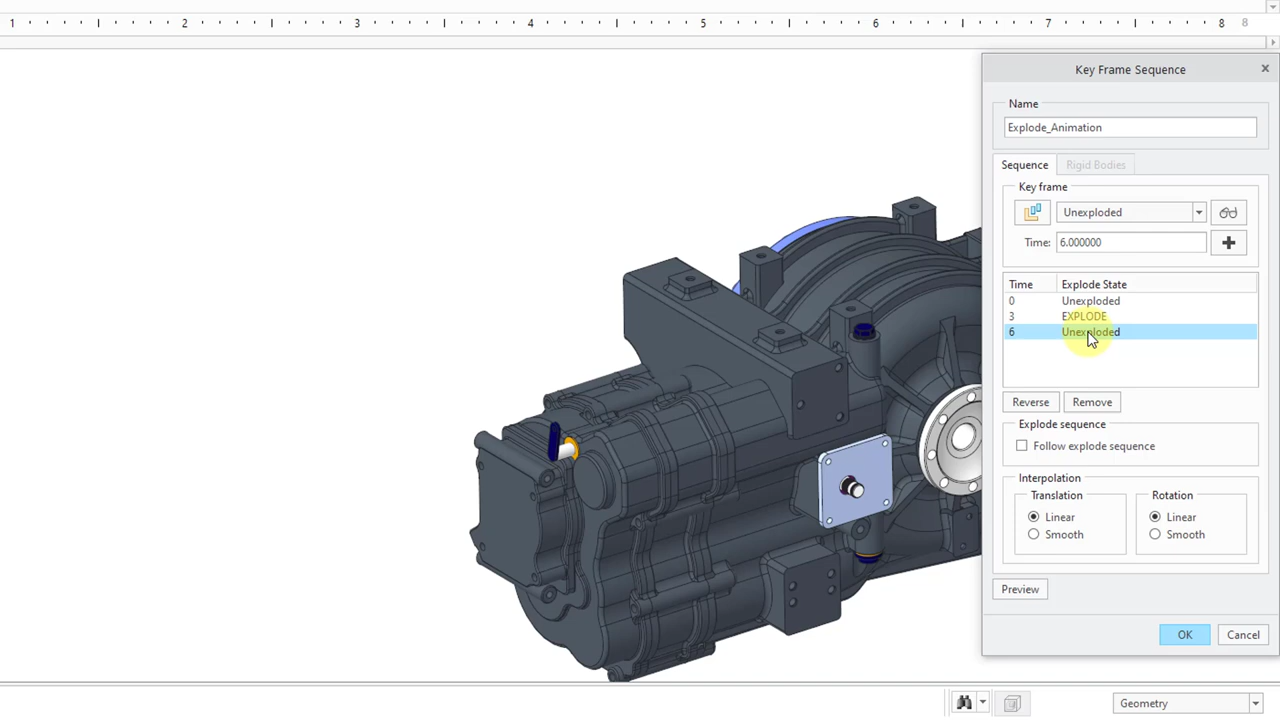 1 2 3 4 5 6 7 8 8
Key Frame Sequence
Name
Explode_Animation
Sequence Rigid Bodies
Key frame
Unexploded
Time: 6.000000
Time Explode State
0 Unexploded
3 EXPLODE
6 Unexploded
Reverse Remove
Explode sequence
Follow explode sequence
Interpolation
Translation Rotation
Linear Linear
Smooth Smooth
Preview
OK Cancel
Geometry